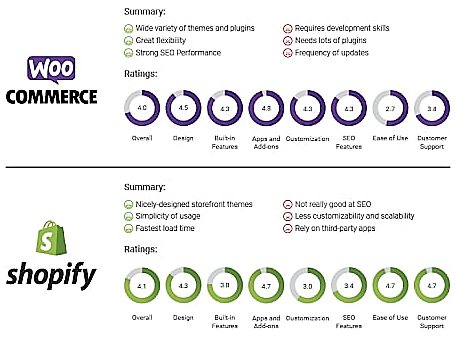 Summary:
Wide variety of themes and plugins
Great flexibility
Strong SEO Performance
Requires development skills
Needs lots of plugins
Frequency of updates
WOO
COMMERCE
Ratings:
4.0 4.5 4.3 4.8 4.3 4.3 2.7 3.4
Overall Design Built-in Features Apps and Add-ons Customization SEO Features Ease of Use Customer Support
Summary:
Nicely-designed storefront themes
Simplicity of usage
Fastest load time
Not really good at SEO
Less customizability and scalability
Rely on third-party apps
S
shopify
Ratings:
4.1 4.3 3.8 4.7 3.0 3.4 4.7 4.7
Overall Design Built-in Features Apps and Add-ons Customization SEO Features Ease of Use Customer Support